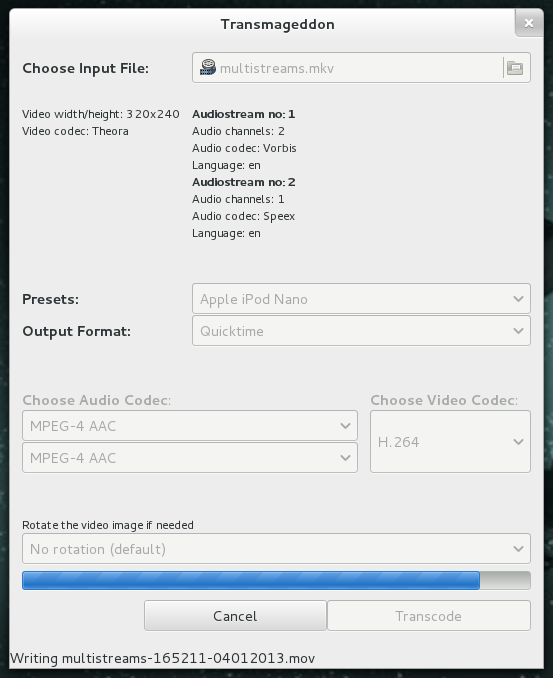 Transmageddon
Choose Input File:
multistreams.mkv
Video width/height: 320x240
Video codec: Theora
Audiostream no: 1
Audio channels: 2
Audio codec: Vorbis
Language: en
Audiostream no: 2
Audio channels: 1
Audio codec: Speex
Language: en
Presets:
Apple iPod Nano
Output Format:
Quicktime
Choose Audio Codec:
MPEG-4 AAC
MPEG-4 AAC
Choose Video Codec:
H.264
Rotate the video image if needed
No rotation (default)
Cancel
Transcode
Writing multistreams-165211-04012013.mov